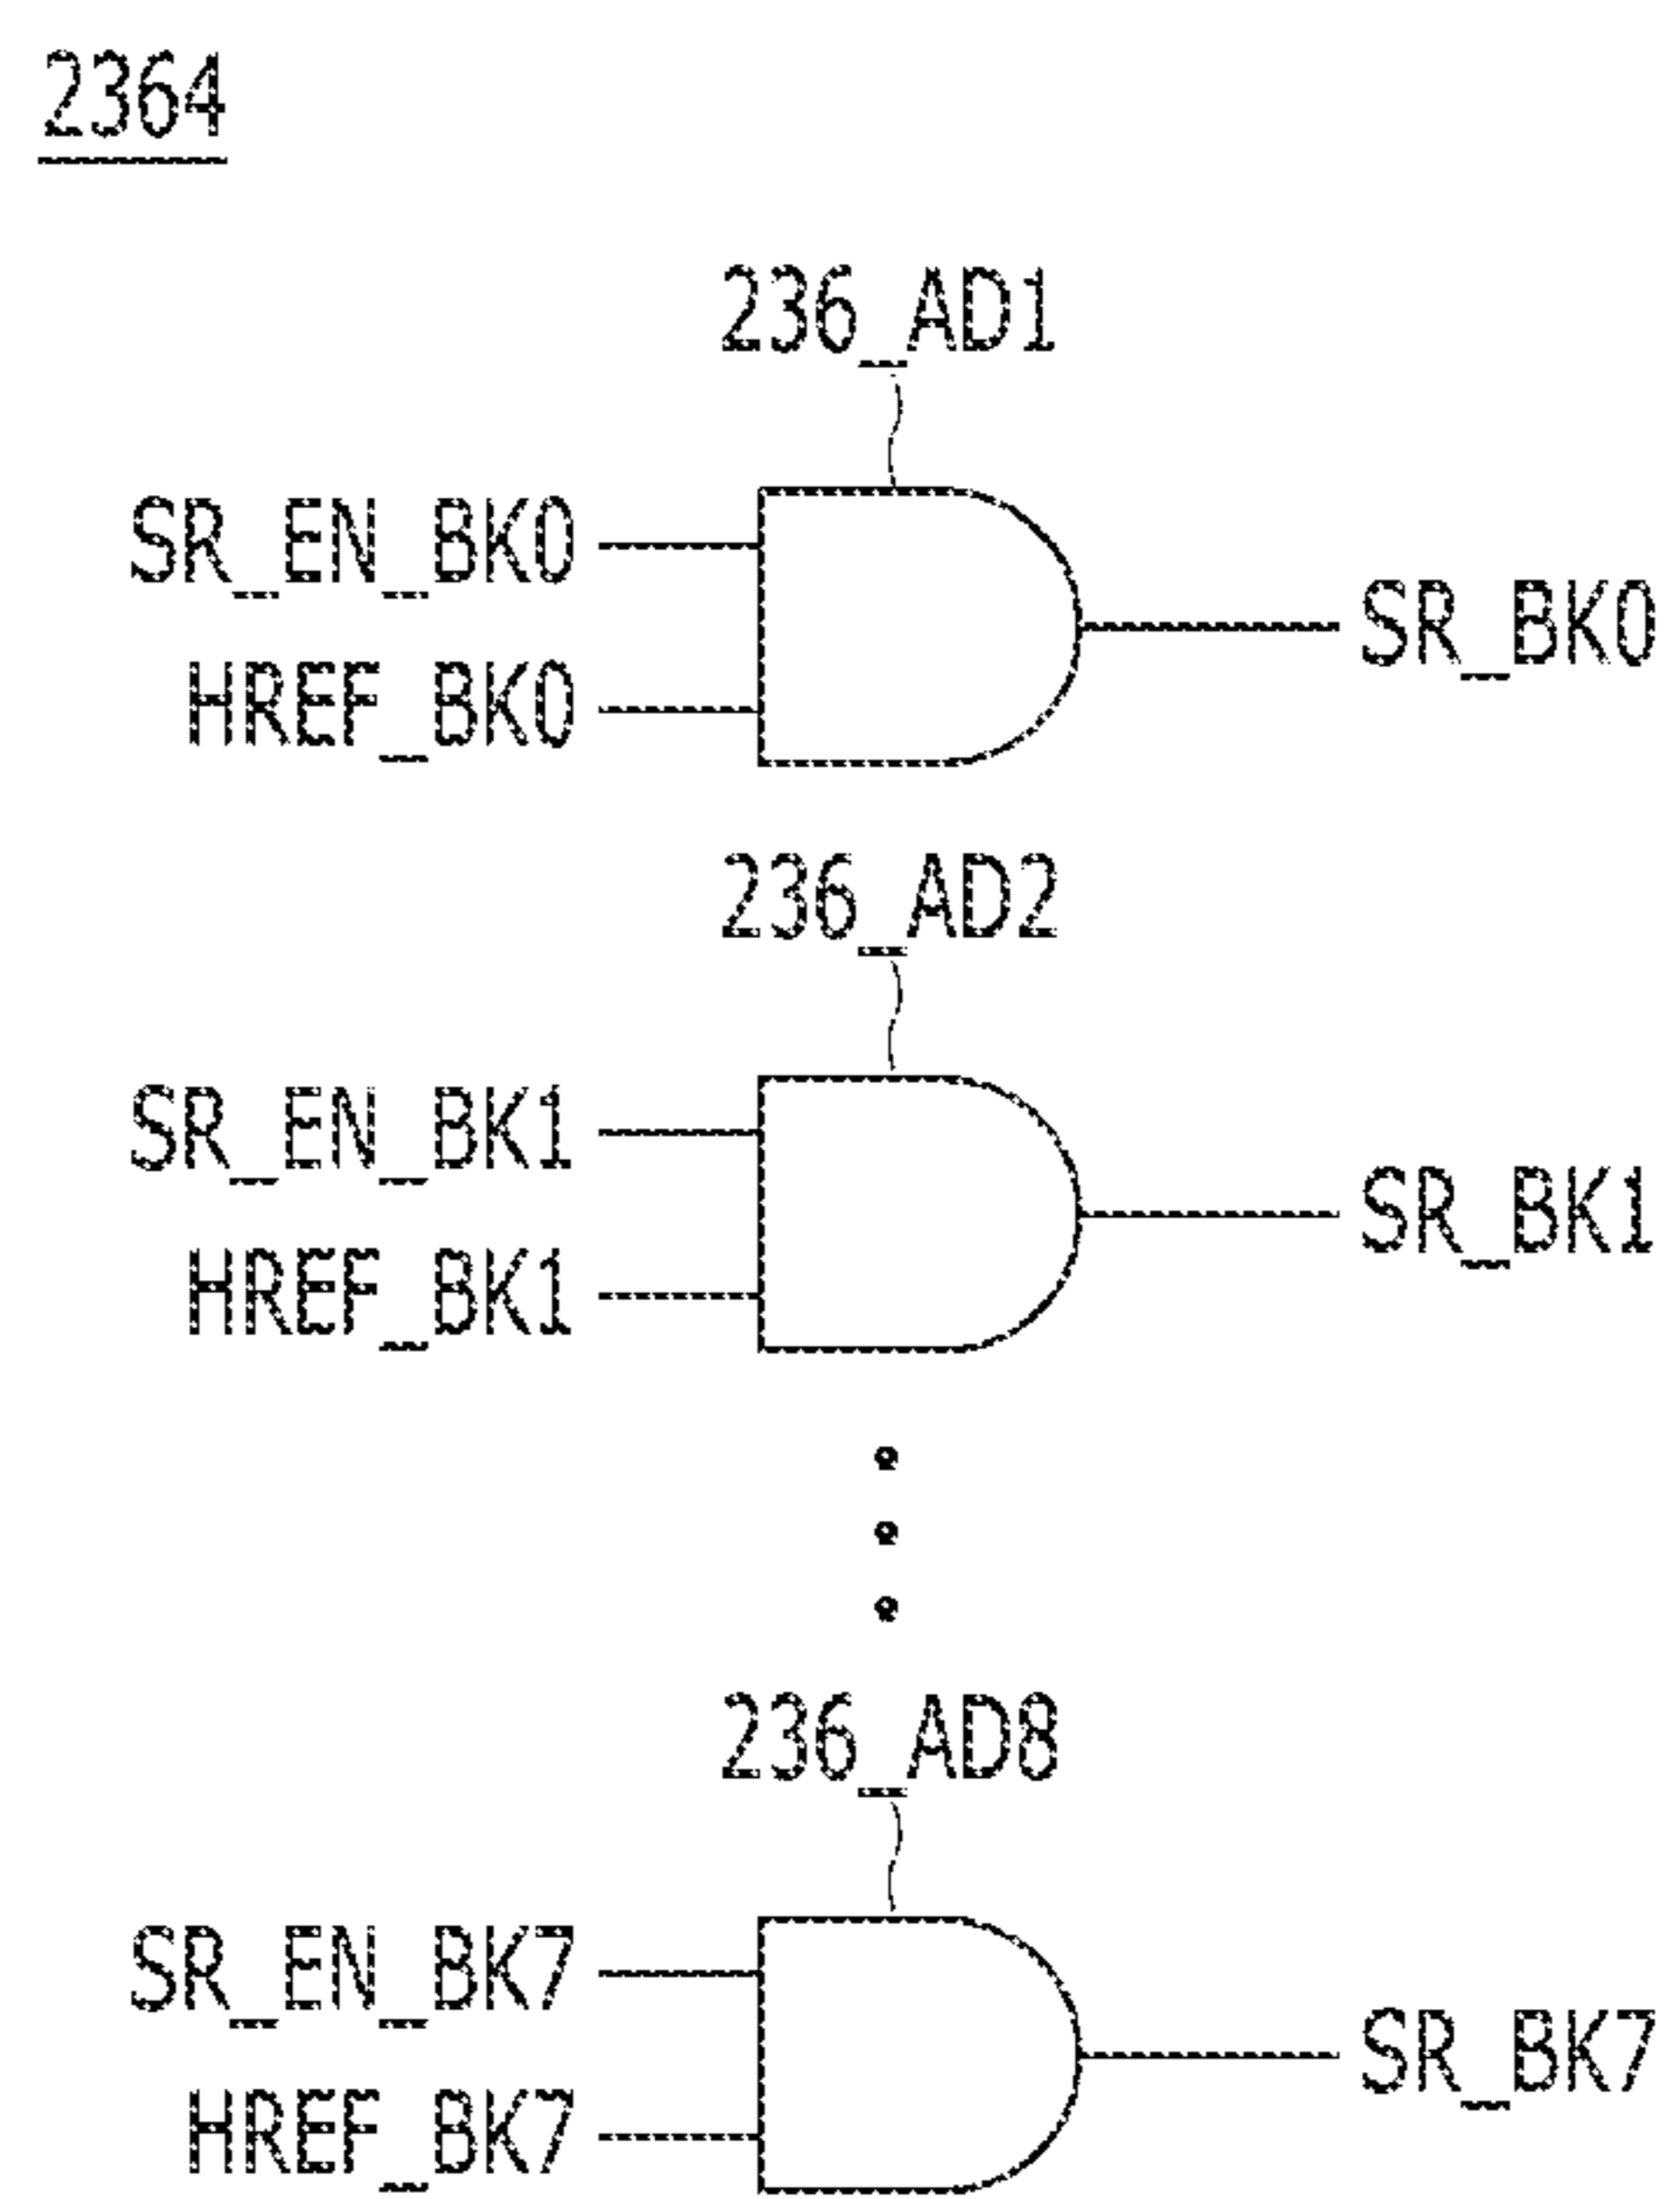 2364
236_AD1
SR_EN_BK0
HREF_BK0
SR_BK0
236_AD2
SR_EN_BK1
HREF_BK1
SR_BK1
236_AD8
SR_EN_BK7
HREF_BK7
SR_BK7